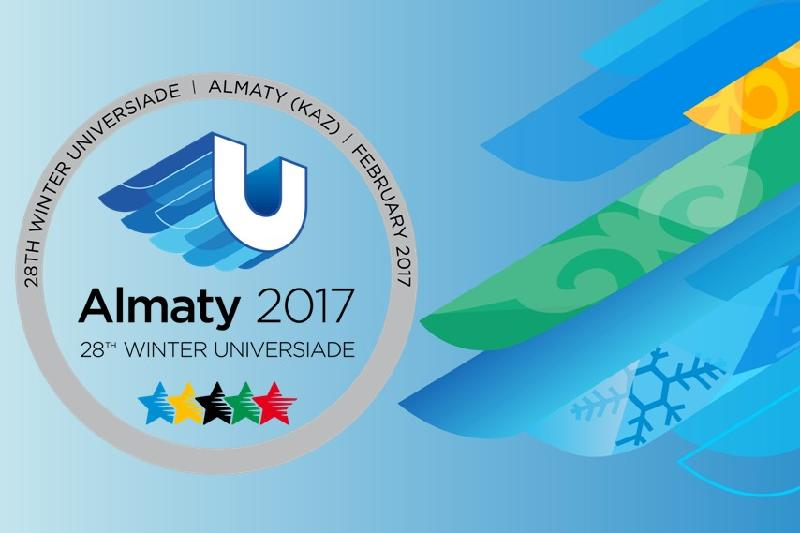 28TH WINTER UNIVERSIADE | ALMATY (KAZ) | FEBRUARY 2017
U
Almaty 2017
28TH WINTER UNIVERSIADE